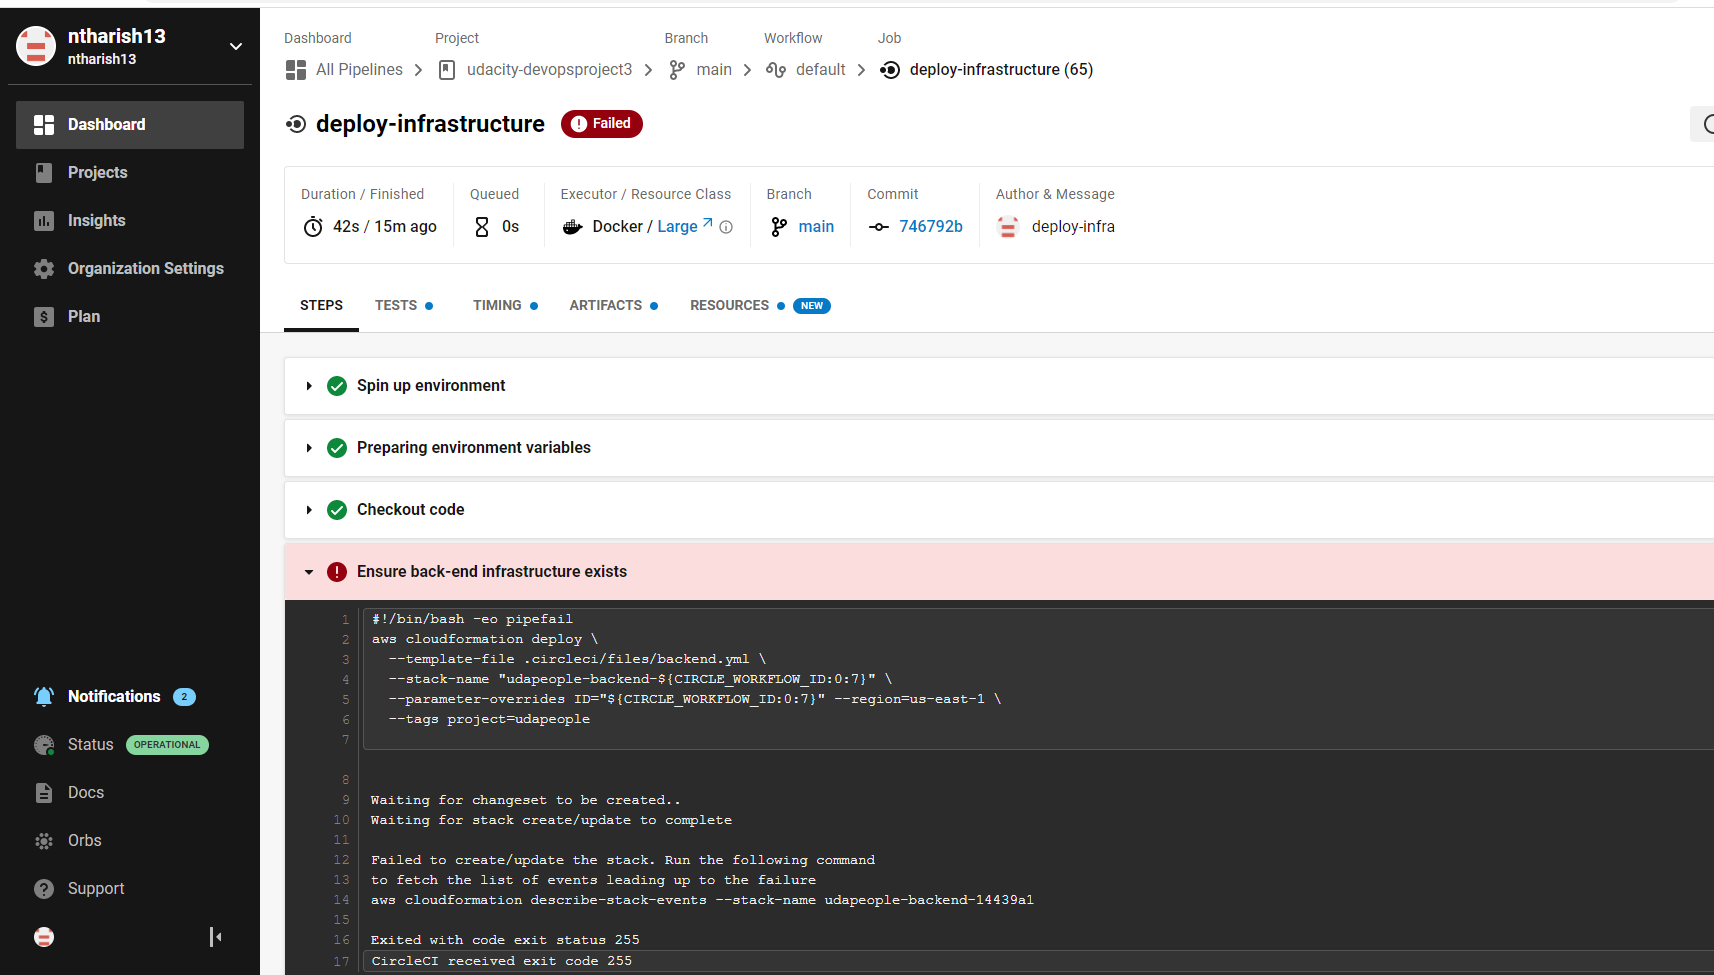 ntharish13
ntharish13
Dashboard
Projects
Insights
Organization Settings
Plan
Notifications 2
Status OPERATIONAL
Docs
Orbs
Support
Dashboard Project Branch Workflow Job
All Pipelines udacity-devopsproject3 main default deploy-infrastructure (65)
deploy-infrastructure Failed
Duration / Finished Queued Executor / Resource Class Branch Commit Author & Message
42s / 15m ago 0s Docker / Large main 746792b deploy-infra
STEPS TESTS TIMING ARTIFACTS RESOURCES NEW
Spin up environment
Preparing environment variables
Checkout code
Ensure back-end infrastructure exists
1 #!/bin/bash -eo pipefail
2 aws cloudformation deploy \
3 --template-file .circleci/files/backend.yml \
4 --stack-name "udapeople-backend-${CIRCLE_WORKFLOW_ID:0:7}" \
5 --parameter-overrides ID="${CIRCLE_WORKFLOW_ID:0:7}" --region=us-east-1 \
6 --tags project=udapeople
7
8
9 Waiting for changeset to be created..
10 Waiting for stack create/update to complete
11
12 Failed to create/update the stack. Run the following command
13 to fetch the list of events leading up to the failure
14 aws cloudformation describe-stack-events --stack-name udapeople-backend-14439a1
15
16 Exited with code exit status 255
17 CircleCI received exit code 255